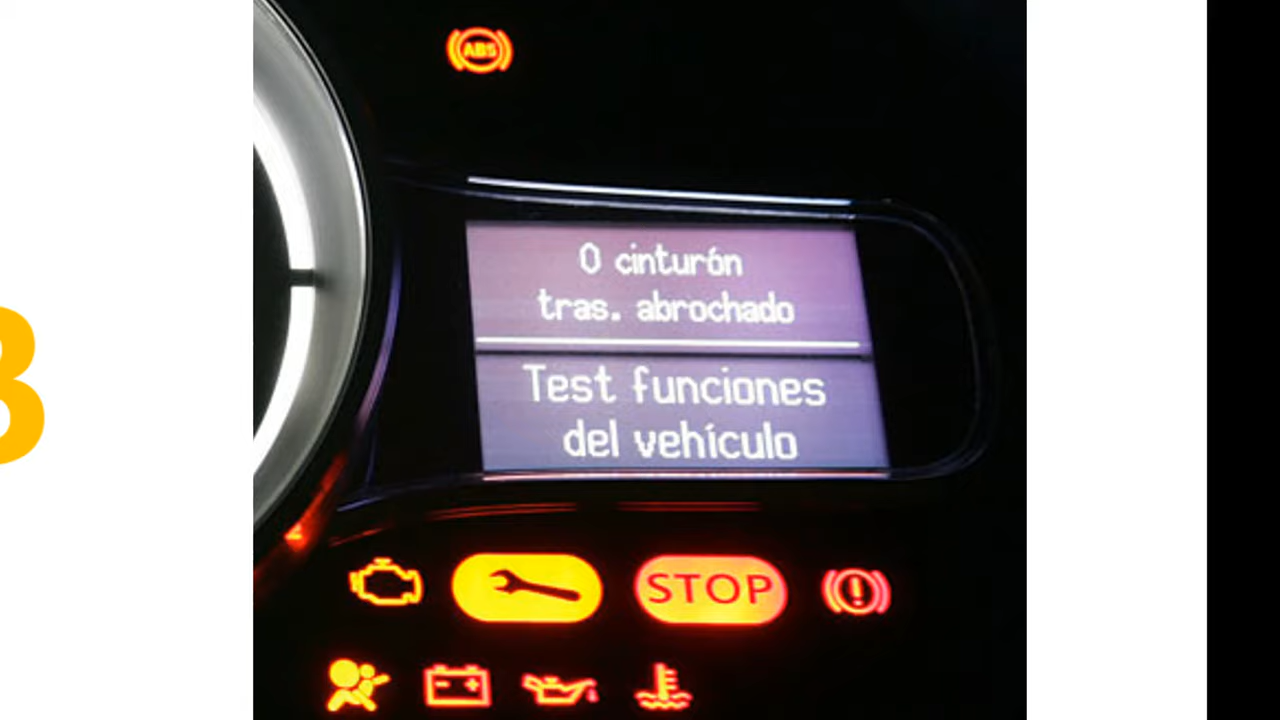 ABS
0 cinturón
tras. abrochado
Test funciones
del vehículo
STOP